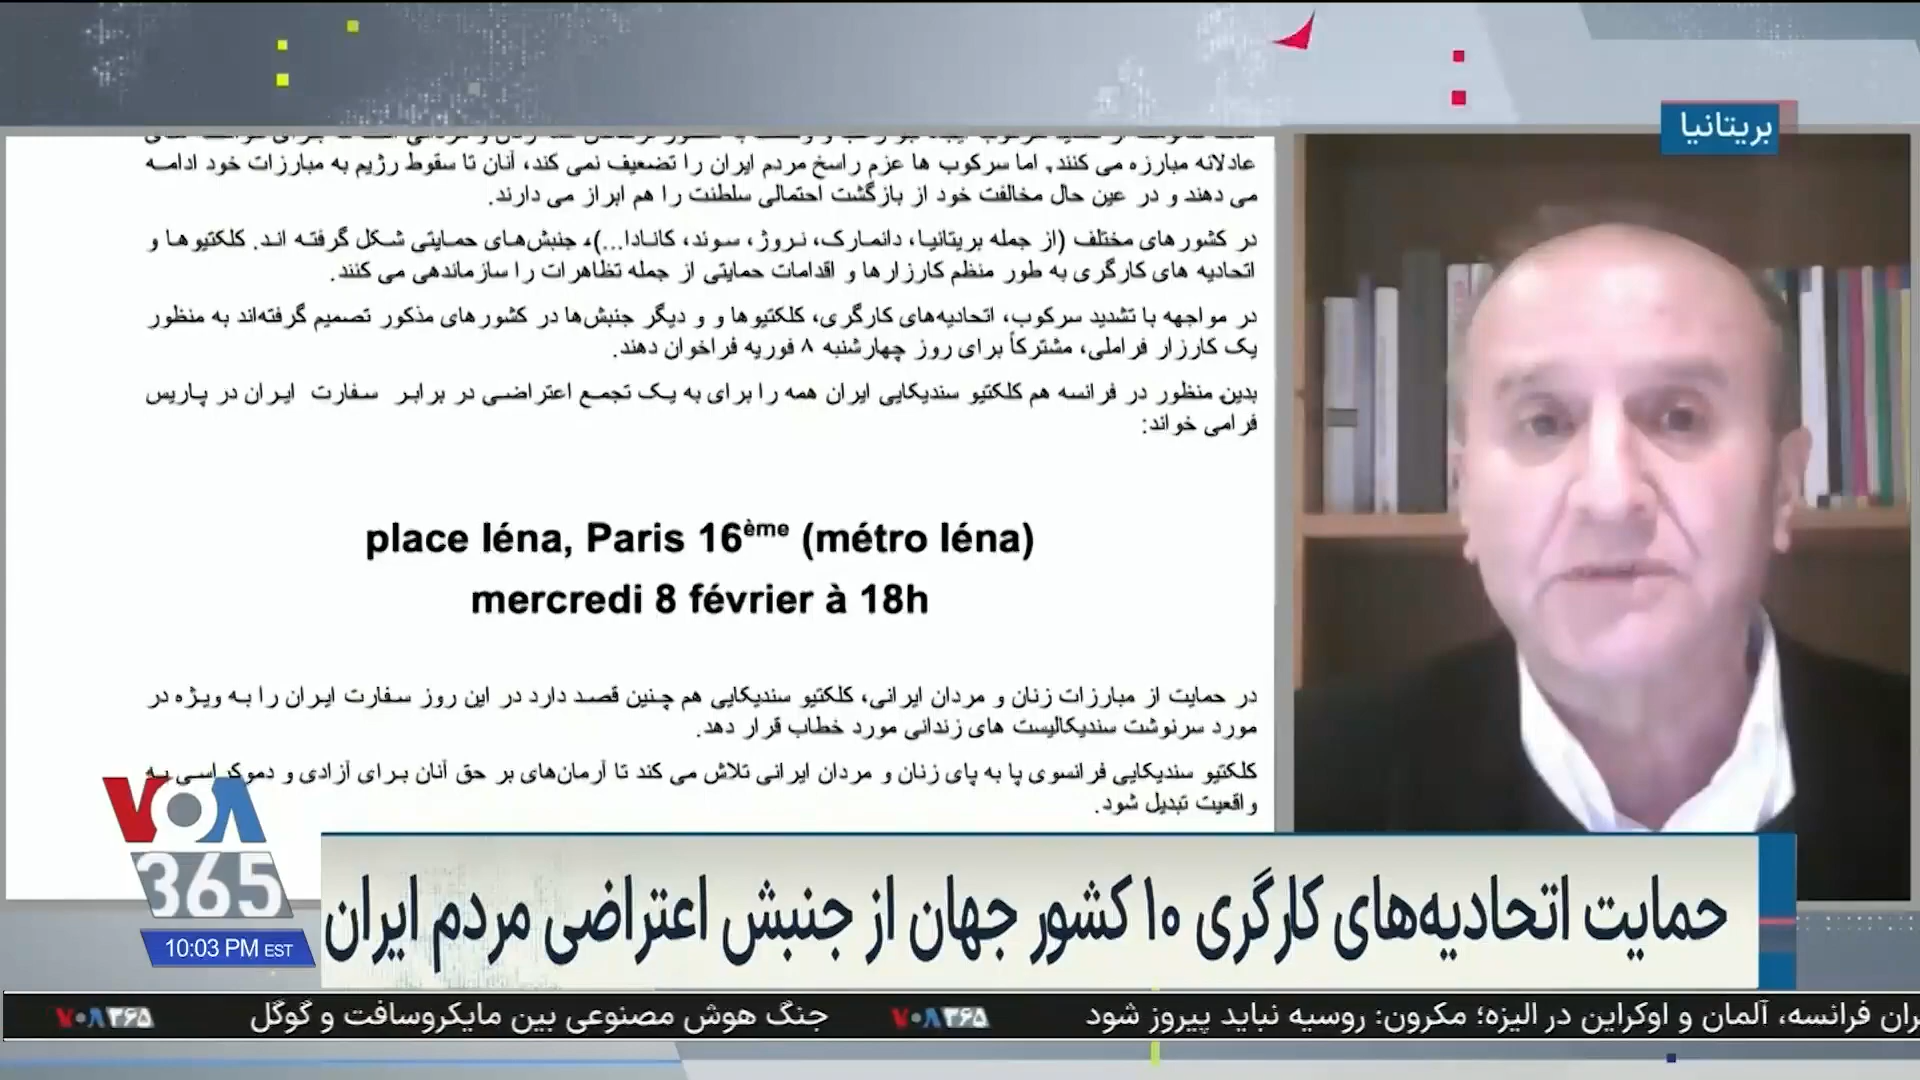 بریتانیا
عادلانه مبارزه می کنند. اما سرکوب ها عزم راسخ مردم ایران را تضعیف نمی کند، آنان تا سقوط رژیم به مبارزات خود ادامه
می دهند و در عین حال مخالفت خود از بازگشت احتمالی سلطنت را هم ابراز می دارند.
در کشورهای مختلف (از جمله بریتانیا، دانمارک، نروژ، سوند، کانادا...)، جنبش‌های حمایتی شکل گرفته اند. کلکتیوها و
اتحادیه های کارگری به طور منظم کارزارها و اقدامات حمایتی از جمله تظاهرات را سازماندهی می کنند.
در مواجهه با تشدید سرکوب، اتحادیه‌های کارگری، کلکتیوها و و دیگر جنبش‌ها در کشورهای مذکور تصمیم گرفته‌اند به منظور
یک کارزار فراملی، مشترکاً برای روز چهارشنبه ۸ فوریه فراخوان دهند.
بدین منظور در فرانسه هم کلکتیو سندیکایی ایران همه را برای به یک تجمع اعتراضی در برابر سفارت ایران در پاریس
فرامی خواند:
place Iéna, Paris 16ème (métro Iéna)
mercredi 8 février à 18h
در حمایت از مبارزات زنان و مردان ایرانی، کلکتیو سندیکایی هم چنین قصد دارد در این روز سفارت ایران را به ویژه در
مورد سرنوشت سندیکالیست های زندانی مورد خطاب قرار دهد.
کلکتیو سندیکایی فرانسوی پا به پای زنان و مردان ایرانی تلاش می کند تا آرمان‌های بر حق آنان برای آزادی و دموکراسی به
واقعیت تبدیل شود.
VOA
365
10:03 PM EST
حمایت اتحادیه‌های کارگری ۱۰ کشور جهان از جنبش اعتراضی مردم ایران
ران فرانسه، آلمان و اوکراین در الیزه؛ مکرون: روسیه نباید پیروز شود VOA۳۶۵ جنگ هوش مصنوعی بین مایکروسافت و گوگل VOA۳۶۵